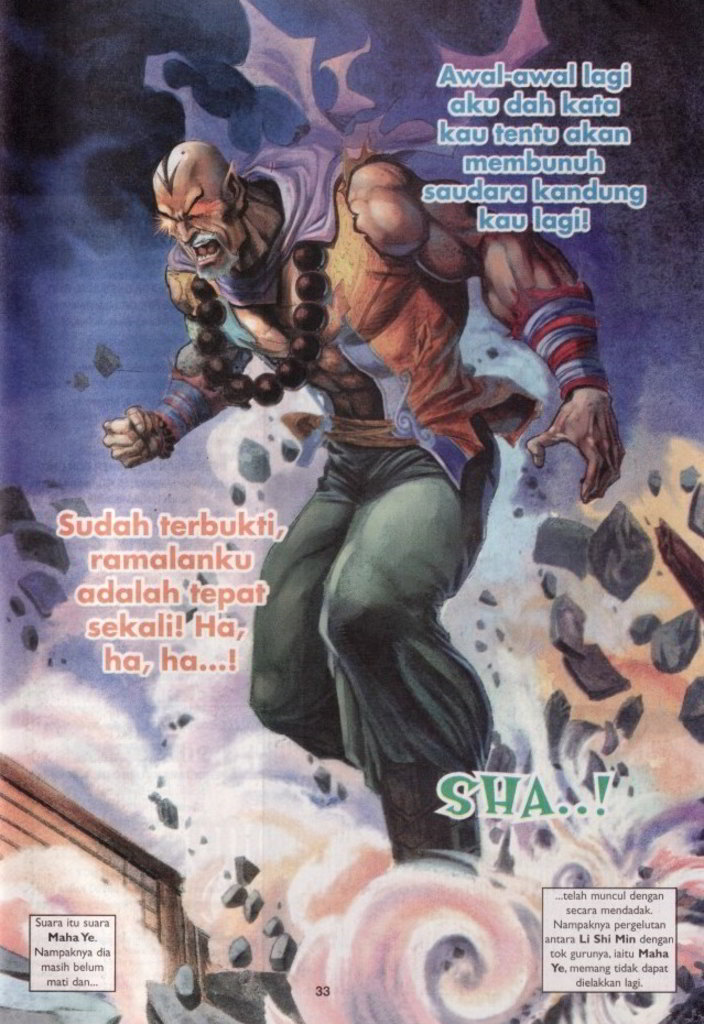 Awal-awal lagi
aku dah kata
kau tentu akan
membunuh
saudara kandung
kau lagi!
Sudah terbukti,
ramalanku
adalah tepat
sekali! Ha,
ha, ha...!
SHA..!
Suara itu suara
Maha Ye.
Nampaknya dia
masih belum
mati dan...
...telah muncul dengan
secara mendadak.
Nampaknya pergelutan
antara Li Shi Min dengan
tok gurunya, iaitu Maha
Ye, memang tidak dapat
dielakkan lagi.
33